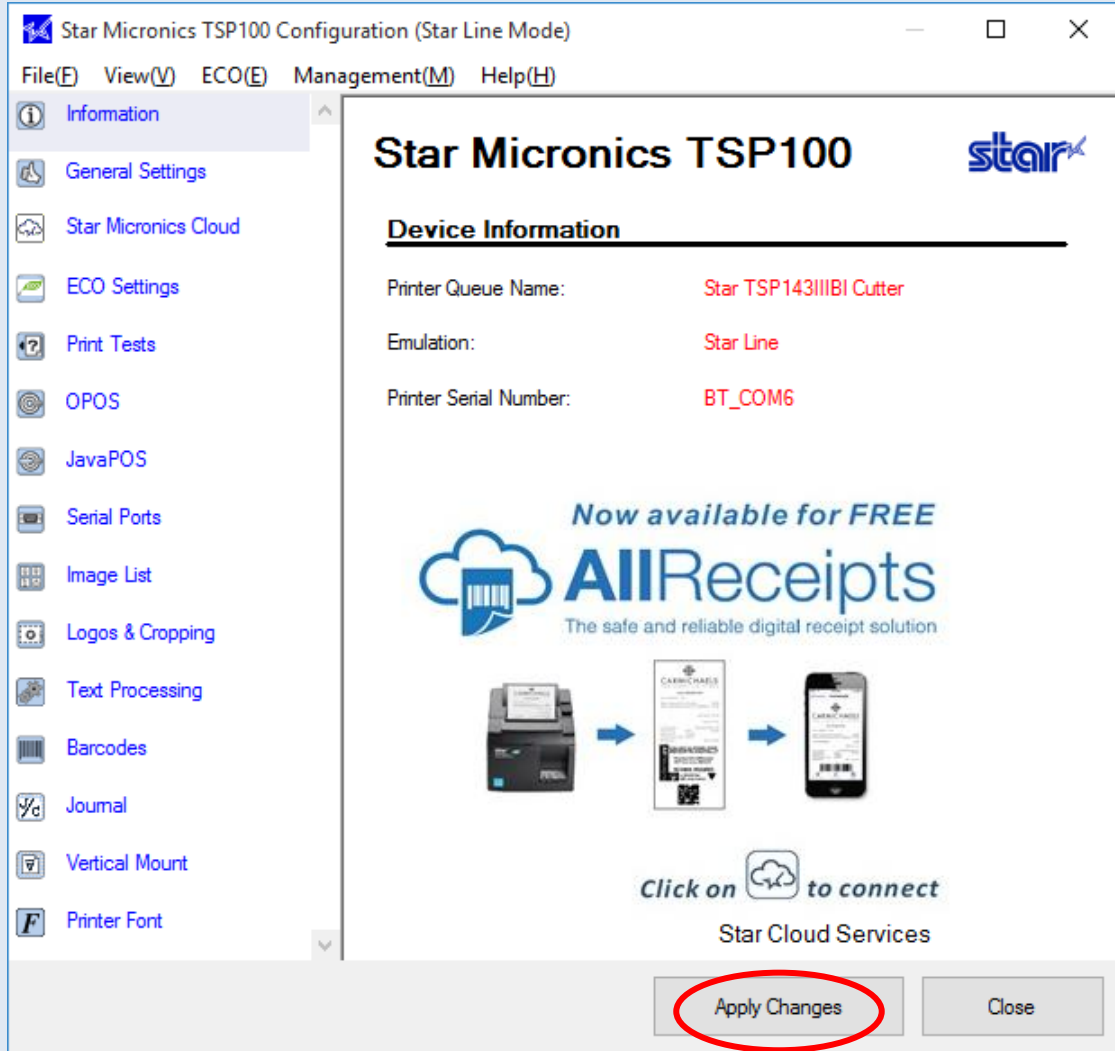 Star Micronics TSP100 Configuration (Star Line Mode)
File(F) View(V) ECO(E) Management(M) Help(H)
Information
General Settings
Star Micronics Cloud
ECO Settings
Print Tests
OPOS
JavaPOS
Serial Ports
Image List
Logos & Cropping
Text Processing
Barcodes
Journal
Vertical Mount
Printer Font
Star Micronics TSP100
star
Device Information
Printer Queue Name: Star TSP143IIIBI Cutter
Emulation: Star Line
Printer Serial Number: BT_COM6
Now available for FREE
AllReceipts
The safe and reliable digital receipt solution
CARMICHAELS
CARMICHAELS
Click on to connect
Star Cloud Services
Apply Changes
Close